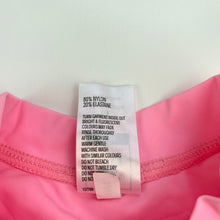 80% NYLON
20% ELASTANE
TURN GARMENT INSIDE OUT
BRIGHT & FLUORESCENT
COLOURS MAY FADE
RINSE THOROUGHLY
AFTER EACH USE
WARM GENTLE
MACHINE WASH
WITH SIMILAR COLOURS
DO NOT BLEACH
DO NOT TUMBLE DRY